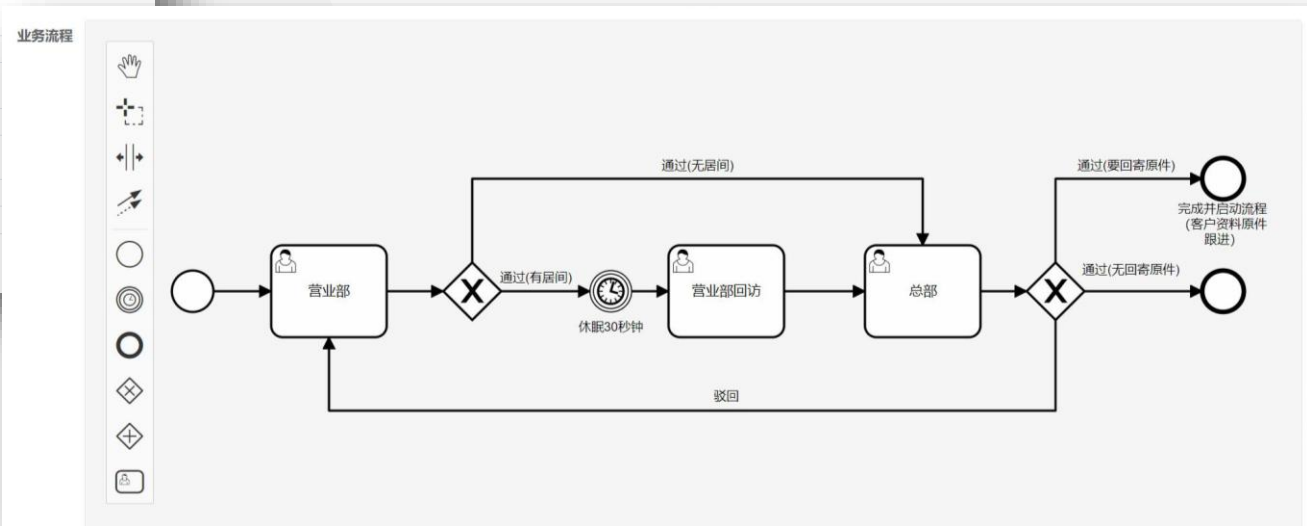 业务流程
通过(无居间)
通过(要回寄原件)
完成并启动流程
(客户资料原件
跟进)
营业部
通过(有居间)
休眠30秒钟
营业部回访
总部
通过(无回寄原件)
驳回